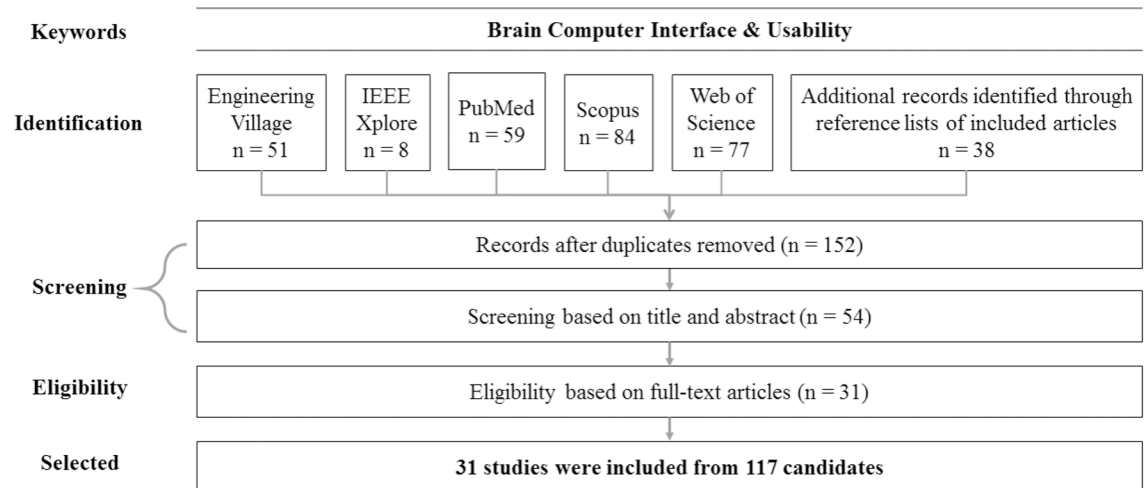 Keywords
Brain Computer Interface & Usability
Identification
Engineering
Village
n = 51
IEEE
Xplore
n = 8
PubMed
n = 59
Scopus
n = 84
Web of
Science
n = 77
Additional records identified through
reference lists of included articles
n = 38
Screening
Records after duplicates removed (n = 152)
Screening based on title and abstract (n = 54)
Eligibility
Eligibility based on full-text articles (n = 31)
Selected
31 studies were included from 117 candidates